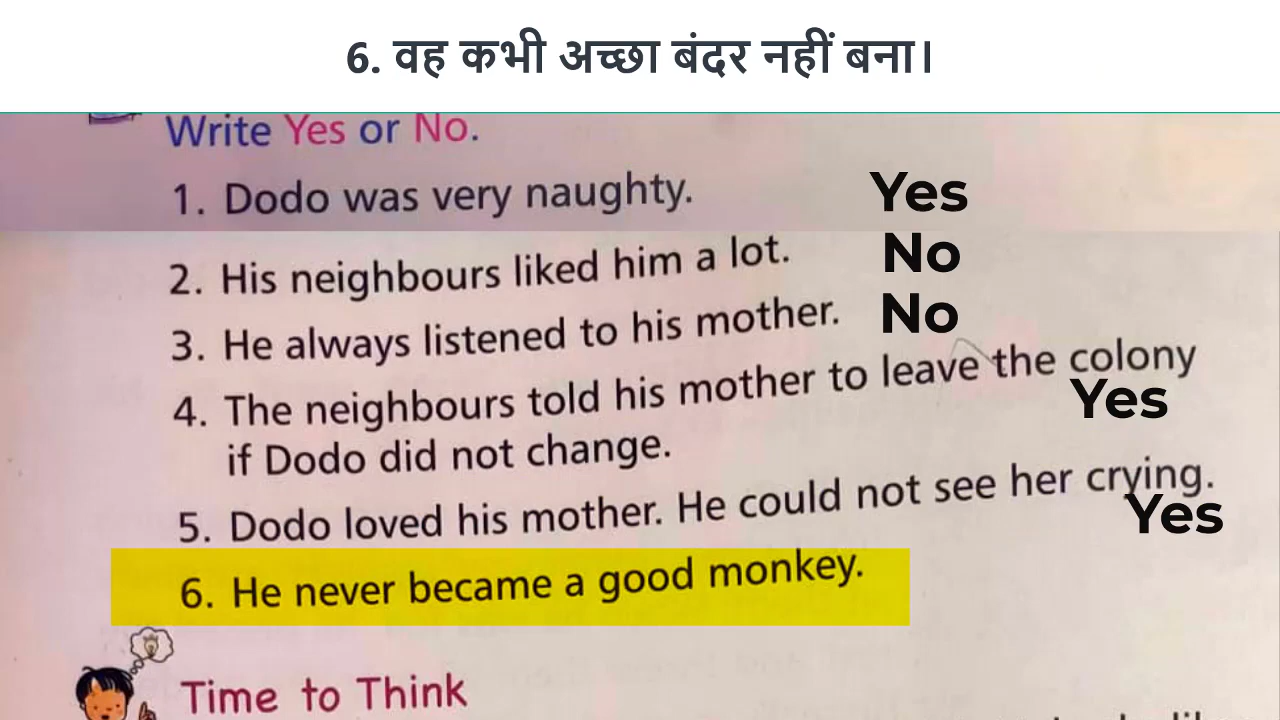 6. वह कभी अच्छा बंदर नहीं बना।
Write Yes or No.
1. Dodo was very naughty. Yes
2. His neighbours liked him a lot. No
3. He always listened to his mother. No
4. The neighbours told his mother to leave the colony
if Dodo did not change. Yes
5. Dodo loved his mother. He could not see her crying.
Yes
6. He never became a good monkey.
Time to Think